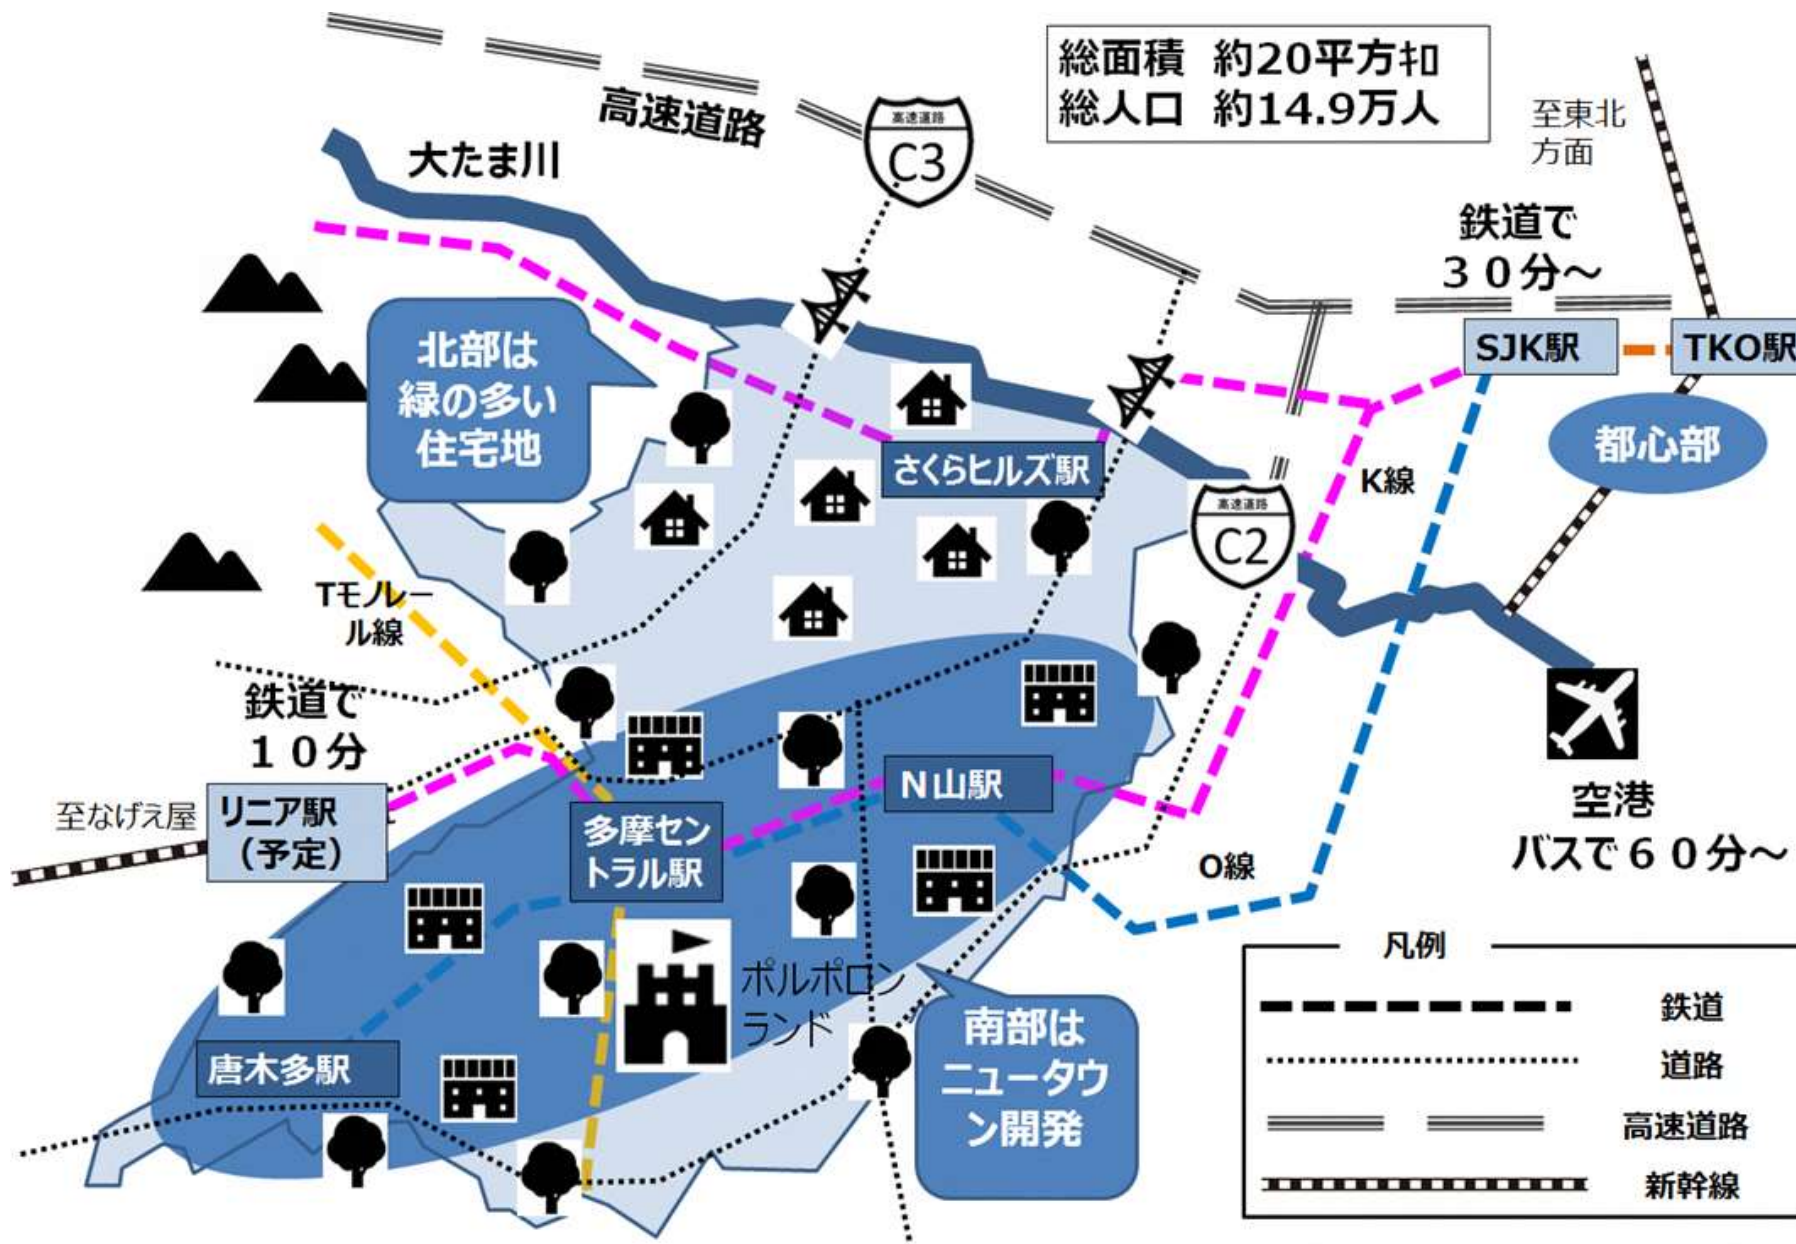 総面積 約20平方㌔
総人口 約14.9万人
高速道路
高速道路
C3
大たま川
至東北
方面
鉄道で
３０分～
SJK駅
TKO駅
都心部
北部は
緑の多い
住宅地
さくらヒルズ駅
K線
高速道路
C2
Tモノレー
ル線
鉄道で
１０分
至なげえ屋
リニア駅
（予定）
多摩セン
トラル駅
N山駅
O線
空港
バスで６０分～
ポルポロン
ランド
唐木多駅
南部は
ニュータウ
ン開発
凡例
鉄道
道路
高速道路
新幹線